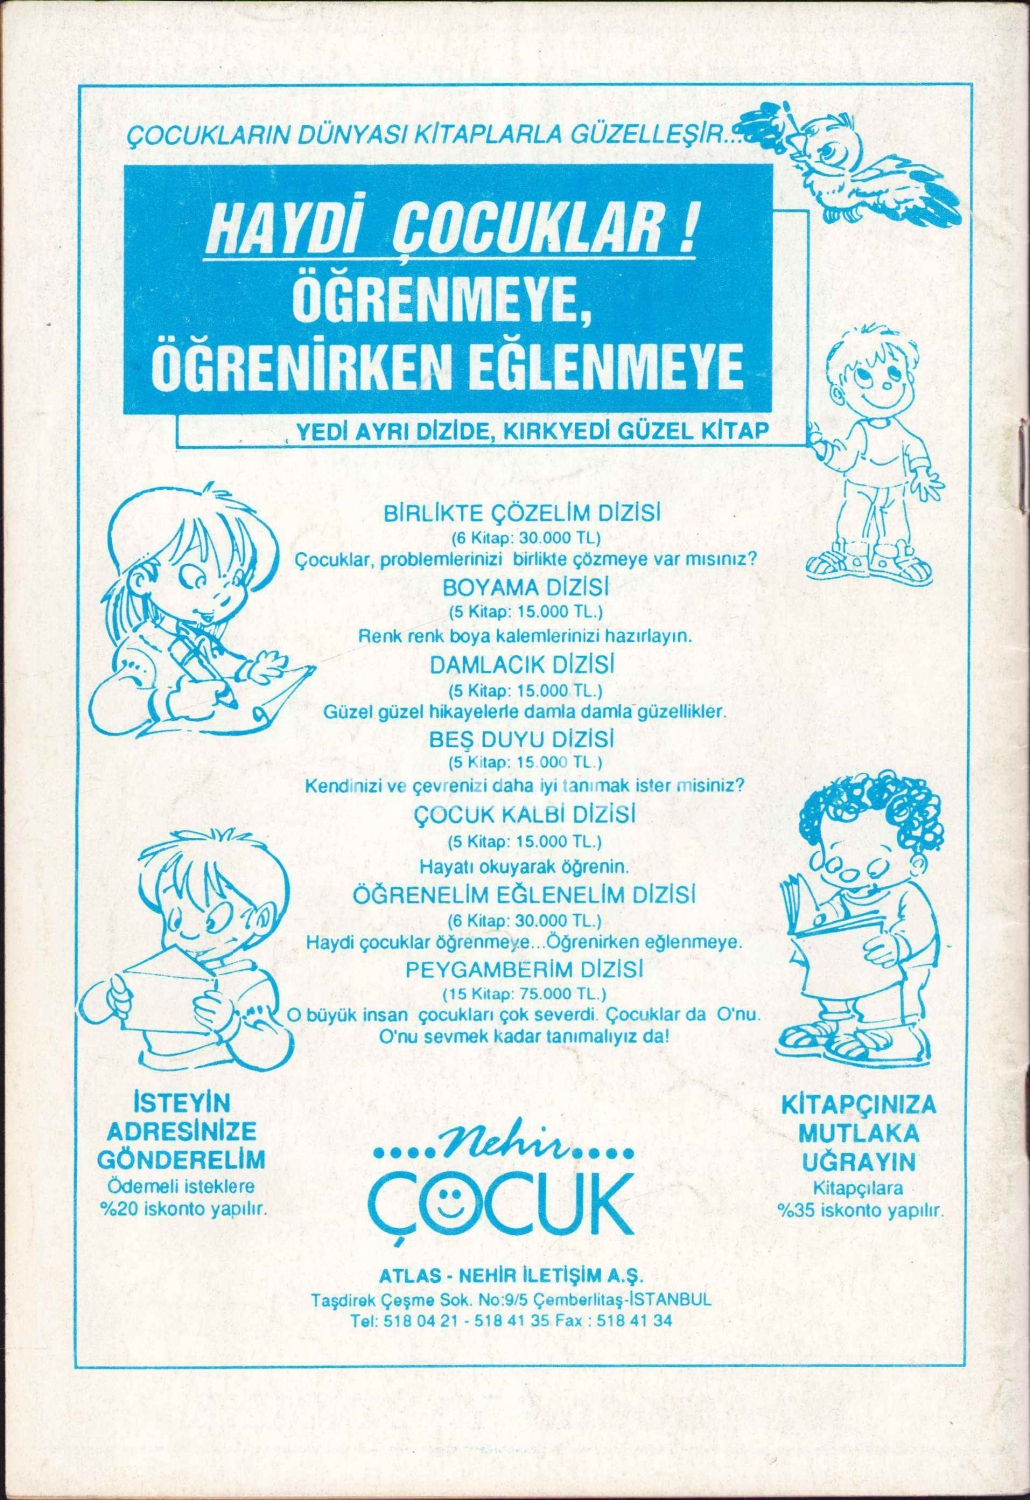 ÇOCUKLARIN DÜNYASI KİTAPLARLA GÜZELLEŞİR...
HAYDİ ÇOCUKLAR !
ÖĞRENMEYE,
ÖĞRENİRKEN EĞLENMEYE
YEDİ AYRI DİZİDE, KIRKYEDİ GÜZEL KİTAP
BİRLİKTE ÇÖZELİM DİZİSİ
(6 Kitap: 30.000 TL)
Çocuklar, problemlerinizi birlikte çözmeye var mısınız?
BOYAMA DİZİSİ
(5 Kitap: 15.000 TL.)
Renk renk boya kalemlerinizi hazırlayın.
DAMLACIK DİZİSİ
(5 Kitap: 15.000 TL.)
Güzel güzel hikayelerle damla damla güzellikler.
BEŞ DUYU DİZİSİ
(5 Kitap: 15.000 TL.)
Kendinizi ve çevrenizi daha iyi tanımak ister misiniz?
ÇOCUK KALBİ DİZİSİ
(5 Kitap: 15.000 TL.)
Hayatı okuyarak öğrenin.
ÖĞRENELİM EĞLENELİM DİZİSİ
(6 Kitap: 30.000 TL.)
Haydi çocuklar öğrenmeye...Öğrenirken eğlenmeye.
PEYGAMBERİM DİZİSİ
(15 Kitap: 75.000 TL.)
O büyük insan çocukları çok severdi. Çocuklar da O'nu.
O'nu sevmek kadar tanımalıyız da!
İSTEYİN
ADRESİNİZE
GÖNDERELİM
Ödemeli isteklere
%20 iskonto yapılır.
....Nehir....
ÇOCUK
KİTAPÇINIZA
MUTLAKA
UĞRAYIN
Kitapçılara
%35 iskonto yapılır.
ATLAS - NEHİR İLETİŞİM A.Ş.
Taşdirek Çeşme Sok. No:9/5 Çemberlitaş-İSTANBUL
Tel: 518 04 21 - 518 41 35 Fax : 518 41 34